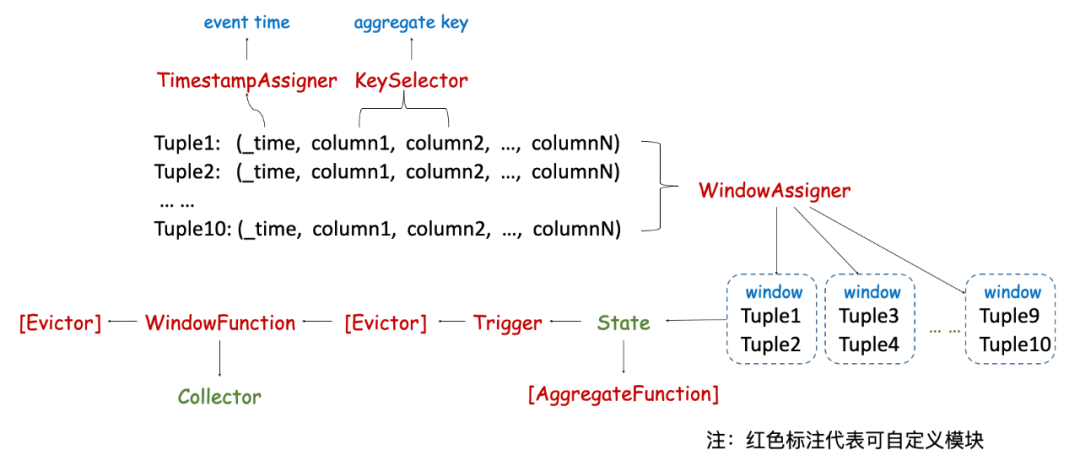 event time
aggregate key
TimestampAssigner
KeySelector
Tuple1: (_time, column1, column2, ..., columnN)
Tuple2: (_time, column1, column2, ..., columnN)
... ...
Tuple10: (_time, column1, column2, ..., columnN)
WindowAssigner
window
Tuple1
Tuple2
window
Tuple3
Tuple4
... ...
window
Tuple9
Tuple10
[Evictor]
WindowFunction
[Evictor]
Trigger
State
Collector
[AggregateFunction]
注：红色标注代表可自定义模块